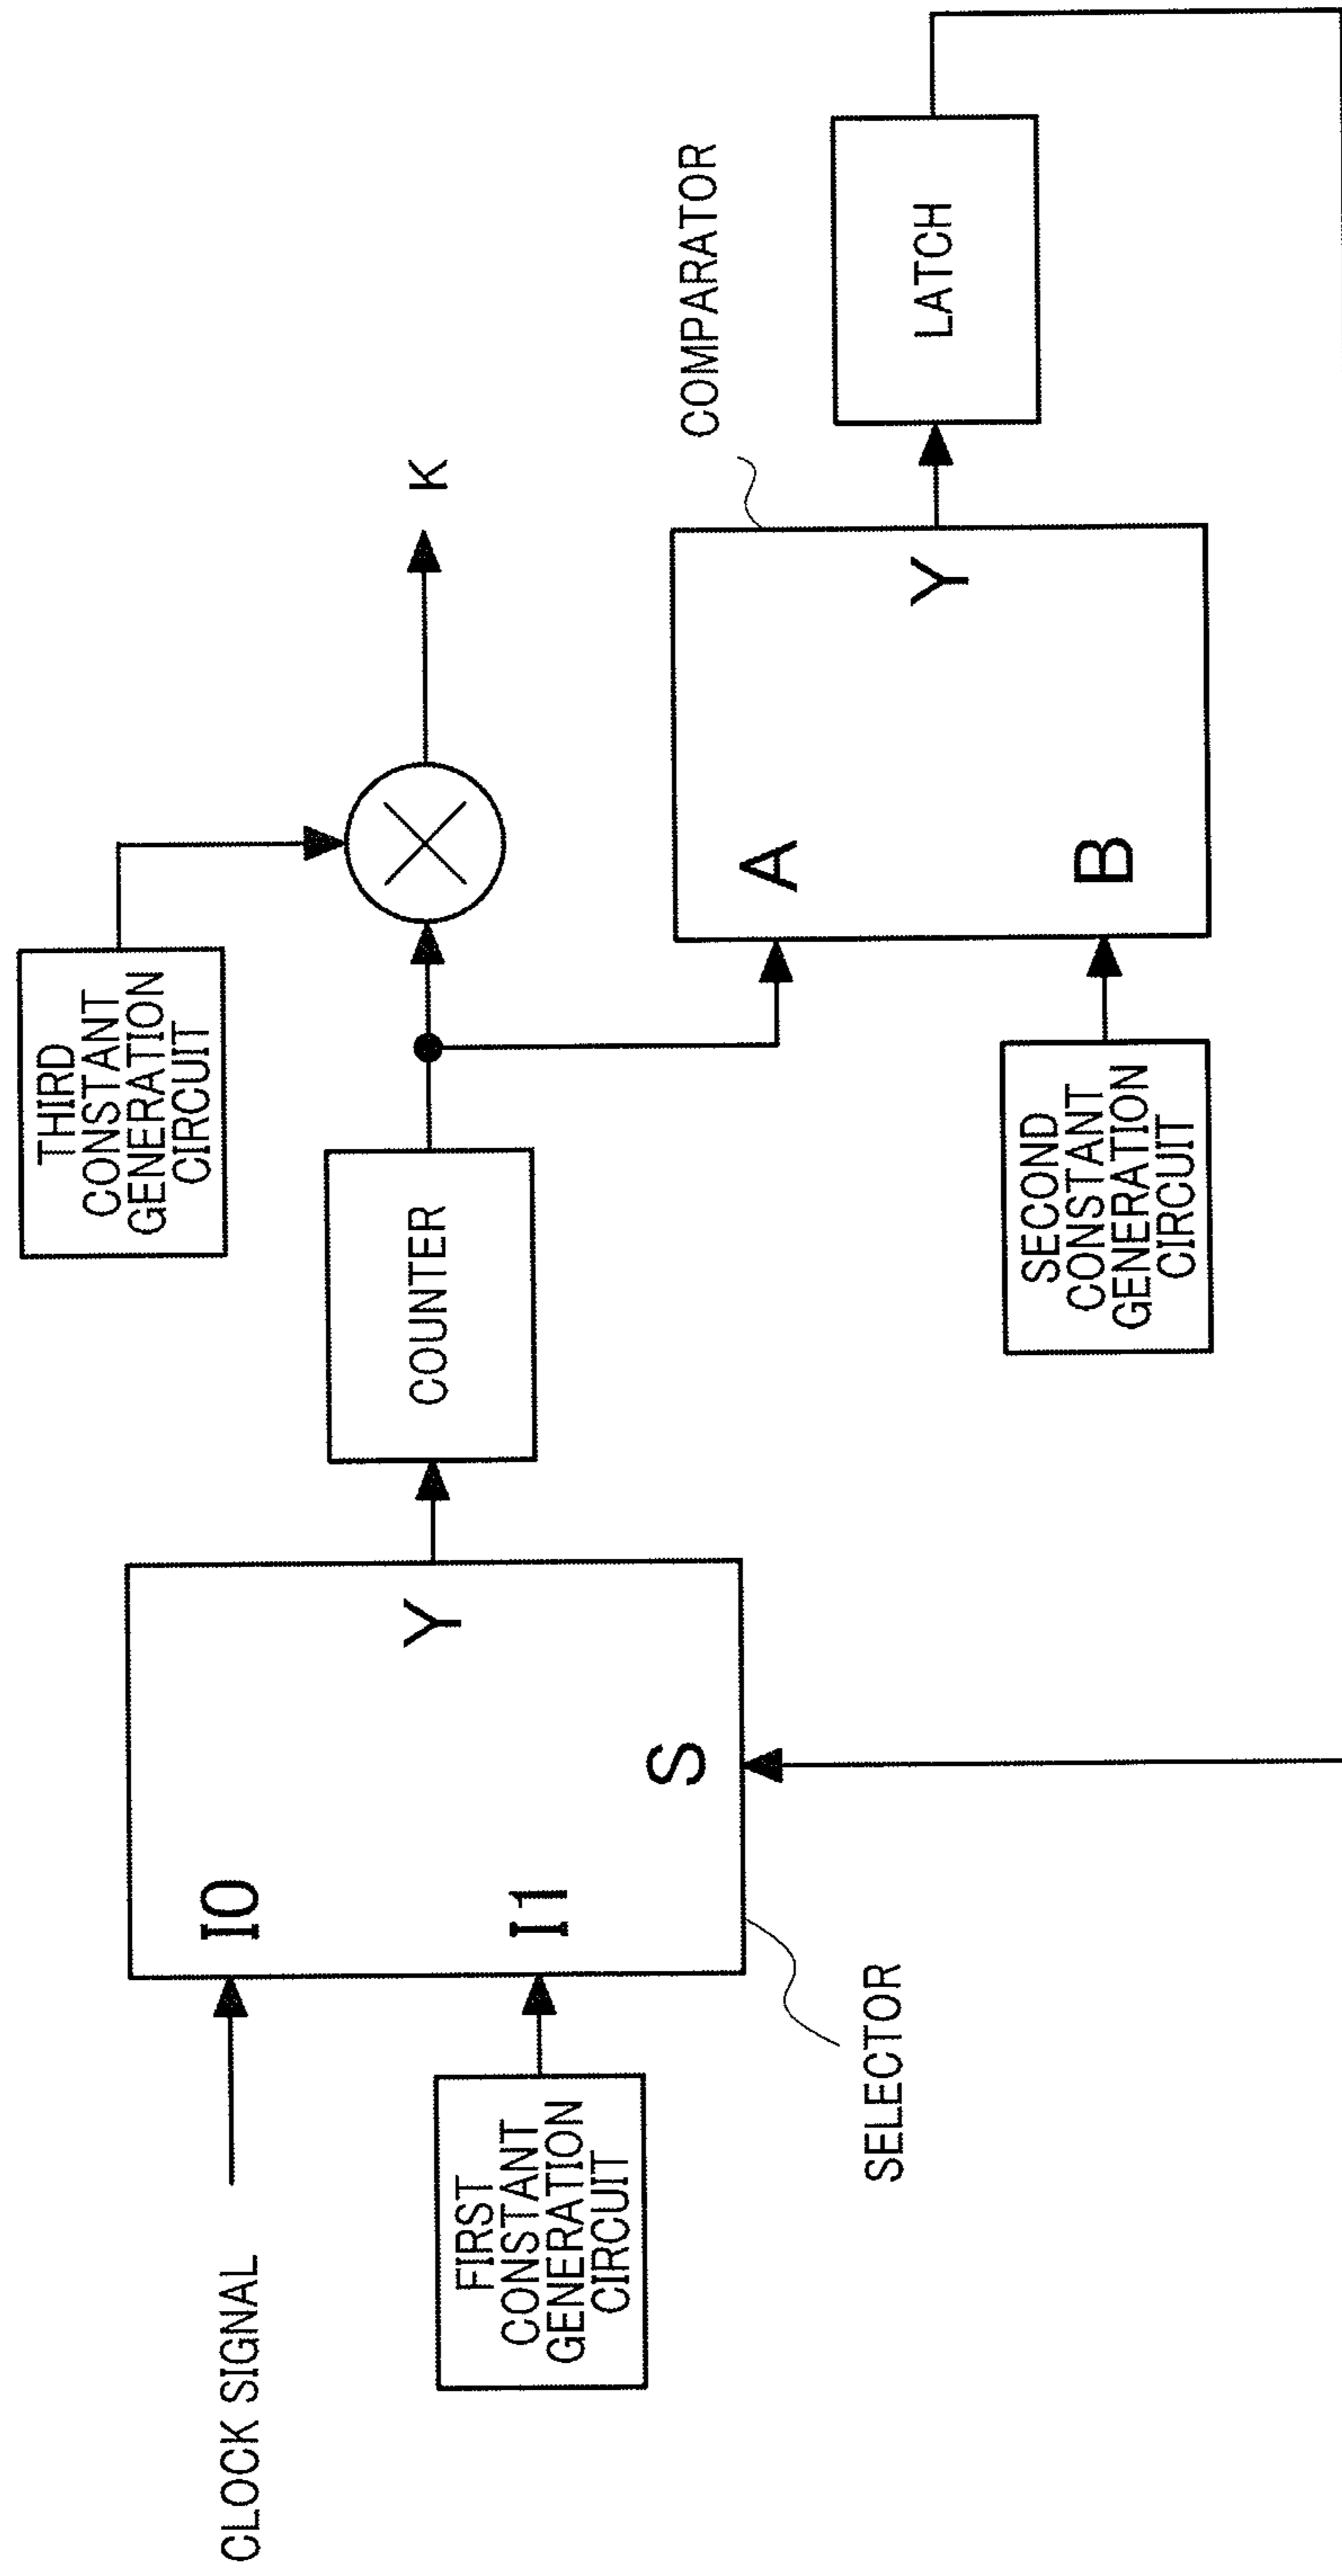 CLOCK SIGNAL
FIRST
CONSTANT
GENERATION
CIRCUIT
I0
I1
Y
S
SELECTOR
COUNTER
THIRD
CONSTANT
GENERATION
CIRCUIT
K
SECOND
CONSTANT
GENERATION
CIRCUIT
A
B
Y
COMPARATOR
LATCH